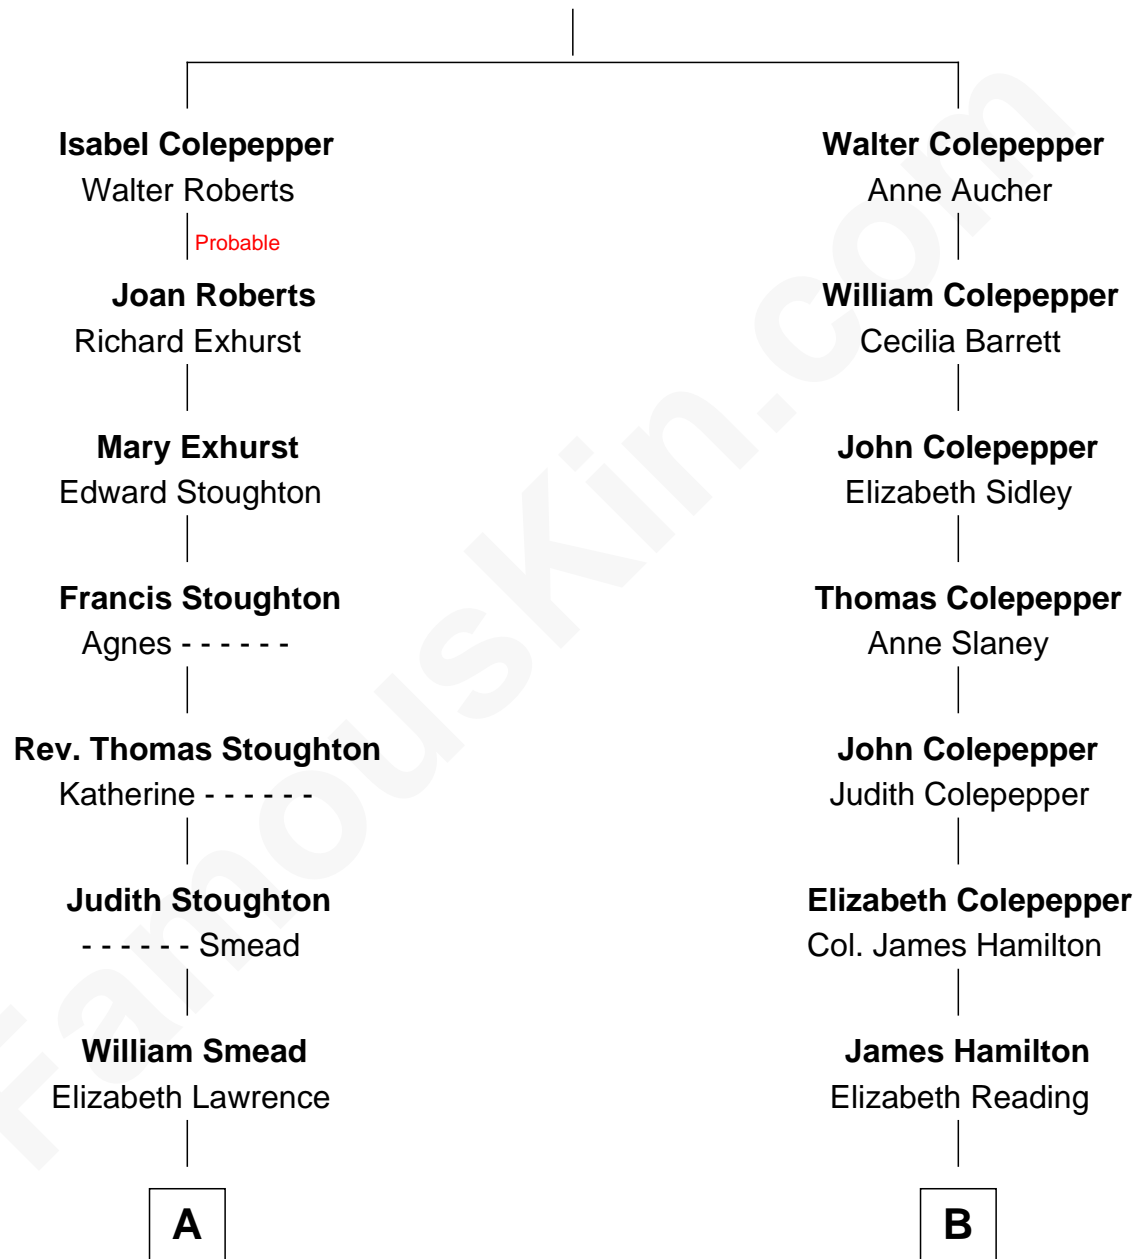 Isabel Colepepper
Walter Roberts
Probable
Joan Roberts
Richard Exhurst
Mary Exhurst
Edward Stoughton
Francis Stoughton
Agnes - - - - - -
Rev. Thomas Stoughton
Katherine - - - - - -
Judith Stoughton
- - - - - - Smead
William Smead
Elizabeth Lawrence
A
Walter Colepepper
Anne Aucher
William Colepepper
Cecilia Barrett
John Colepepper
Elizabeth Sidley
Thomas Colepepper
Anne Slaney
John Colepepper
Judith Colepepper
Elizabeth Colepepper
Col. James Hamilton
James Hamilton
Elizabeth Reading
B
FamousKin.com